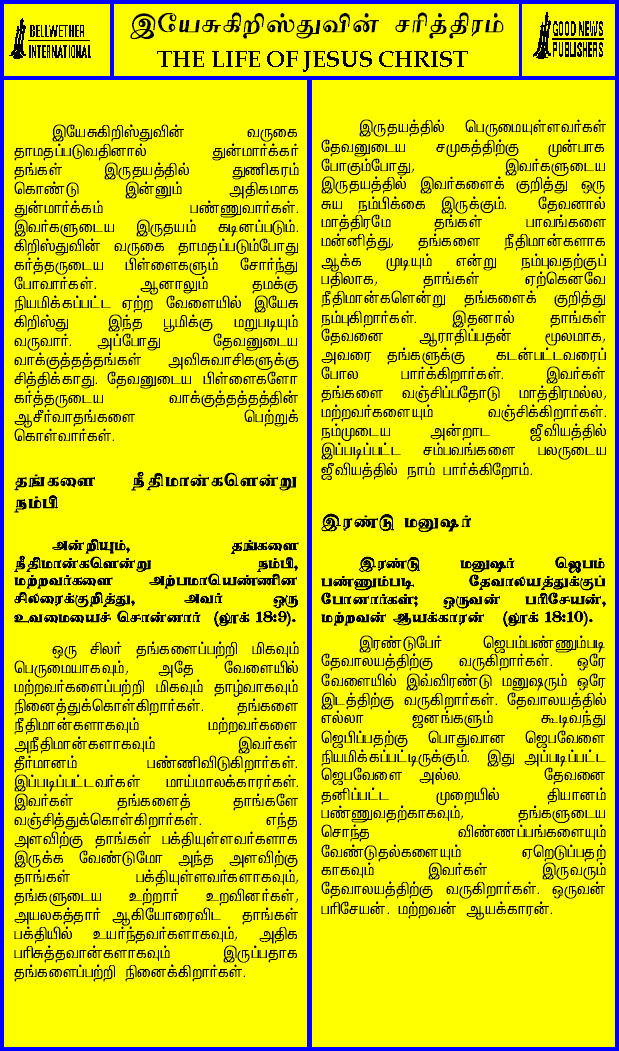 BELLWETHER
INTERNATIONAL
இயேசுகிறிஸ்துவின் சரித்திரம்
THE LIFE OF JESUS CHRIST
GOOD NEWS
PUBLISHERS
இயேசுகிறிஸ்துவின் வருகை
தாமதப்படுவதினால் துன்மார்க்கர்
தங்கள் இருதயத்தில் துணிகரம்
கொண்டு இன்னும் அதிகமாக
துன்மார்க்கம் பண்ணுவார்கள்.
இவர்களுடைய இருதயம் கடினப்படும்.
கிறிஸ்துவின் வருகை தாமதப்படும்போது
கர்த்தருடைய பிள்ளைகளும் சோர்ந்து
போவார்கள். ஆனாலும் தமக்கு
நியமிக்கப்பட்ட ஏற்ற வேளையில் இயேசு
கிறிஸ்து இந்த பூமிக்கு மறுபடியும்
வருவார். அப்போது தேவனுடைய
வாக்குத்தத்தங்கள் அவிசுவாசிகளுக்கு
சித்திக்காது. தேவனுடைய பிள்ளைகளோ
கர்த்தருடைய வாக்குத்தத்தத்தின்
ஆசீர்வாதங்களை பெற்றுக்
கொள்வார்கள்.
தங்களை நீதிமான்களென்று
நம்பி
அன்றியும், தங்களை
நீதிமான்களென்று நம்பி,
மற்றவர்களை அற்பமாயெண்ணின
சிலரைக்குறித்து, அவர் ஒரு
உவமையைச் சொன்னார் (லூக் 18:9).
ஒரு சிலர் தங்களைப்பற்றி மிகவும்
பெருமையாகவும், அதே வேளையில்
மற்றவர்களைப்பற்றி மிகவும் தாழ்வாகவும்
நினைத்துக்கொள்கிறார்கள். தங்களை
நீதிமான்களாகவும் மற்றவர்களை
அநீதிமான்களாகவும் இவர்கள்
தீர்மானம் பண்ணிவிடுகிறார்கள்.
இப்படிப்பட்டவர்கள் மாய்மாலக்காரர்கள்.
இவர்கள் தங்களைத் தாங்களே
வஞ்சித்துக்கொள்கிறார்கள். எந்த
அளவிற்கு தாங்கள் பக்தியுள்ளவர்களாக
இருக்க வேண்டுமோ அந்த அளவிற்கு
தாங்கள் பக்தியுள்ளவர்களாகவும்,
தங்களுடைய உற்றார் உறவினர்கள்,
அயலகத்தார் ஆகியோரைவிட தாங்கள்
பக்தியில் உயர்ந்தவர்களாகவும், அதிக
பரிசுத்தவான்களாகவும் இருப்பதாக
தங்களைப்பற்றி நினைக்கிறார்கள்.
இருதயத்தில் பெருமையுள்ளவர்கள்
தேவனுடைய சமுகத்திற்கு முன்பாக
போகும்போது, இவர்களுடைய
இருதயத்தில் இவர்களைக் குறித்து ஒரு
சுய நம்பிக்கை இருக்கும். தேவனால்
மாத்திரமே தங்கள் பாவங்களை
மன்னித்து, தங்களை நீதிமான்களாக
ஆக்க முடியும் என்று நம்புவதற்குப்
பதிலாக, தாங்கள் ஏற்கெனவே
நீதிமான்களென்று தங்களைக் குறித்து
நம்புகிறார்கள். இதனால் தாங்கள்
தேவனை ஆராதிப்பதன் மூலமாக,
அவரை தங்களுக்கு கடன்பட்டவரைப்
போல பார்க்கிறார்கள். இவர்கள்
தங்களை வஞ்சிப்பதோடு மாத்திரமல்ல,
மற்றவர்களையும் வஞ்சிக்கிறார்கள்.
நம்முடைய அன்றாட ஜீவியத்தில்
இப்படிப்பட்ட சம்பவங்களை பலருடைய
ஜீவியத்தில் நாம் பார்க்கிறோம்.
இரண்டு மனுஷர்
இரண்டு மனுஷர் ஜெபம்
பண்ணும்படி தேவாலயத்துக்குப்
போனார்கள்; ஒருவன் பரிசேயன்,
மற்றவன் ஆயக்காரன் (லூக் 18:10).
இரண்டுபேர் ஜெபம்பண்ணும்படி
தேவாலயத்திற்கு வருகிறார்கள். ஒரே
வேளையில் இவ்விரண்டு மனுஷரும் ஒரே
இடத்திற்கு வருகிறார்கள். தேவாலயத்தில்
எல்லா ஜனங்களும் கூடிவந்து
ஜெபிப்பதற்கு பொதுவான ஜெபவேளை
நியமிக்கப்பட்டிருக்கும். இது அப்படிப்பட்ட
ஜெபவேளை அல்ல. தேவனை
தனிப்பட்ட முறையில் தியானம்
பண்ணுவதற்காகவும், தங்களுடைய
சொந்த விண்ணப்பங்களையும்
வேண்டுதல்களையும் ஏறெடுப்பதற்
காகவும் இவர்கள் இருவரும்
தேவாலயத்திற்கு வருகிறார்கள். ஒருவன்
பரிசேயன். மற்றவன் ஆயக்காரன்.